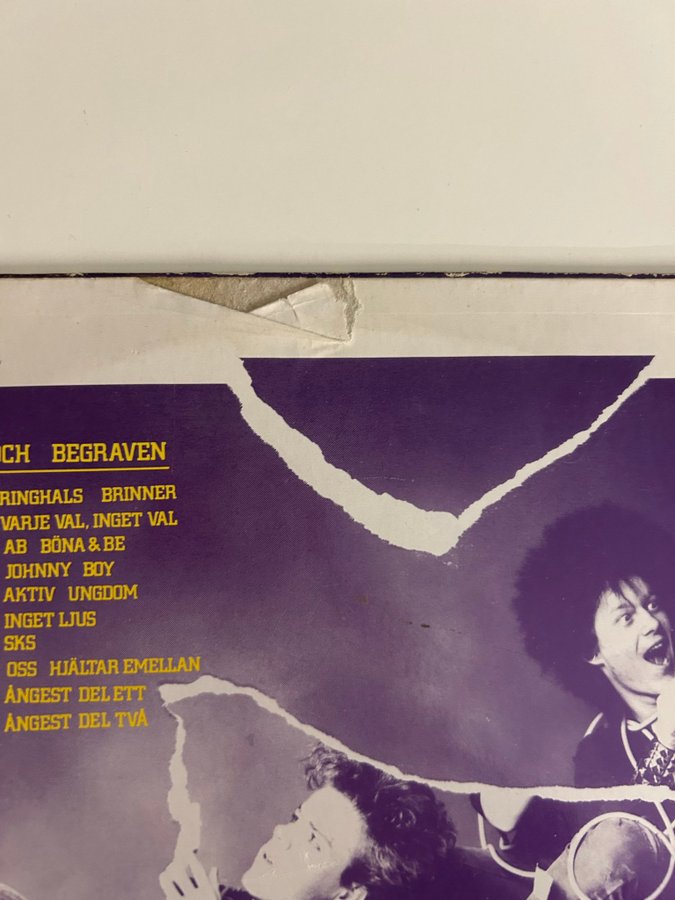 OCH BEGRAVEN
RINGHALS BRINNER
VARJE VAL, INGET VAL
AB BÖNA & BE
JOHNNY BOY
AKTIV UNGDOM
INGET LJUS
SKS
OSS HJÄLTAR EMELLAN
ÅNGEST DEL ETT
ÅNGEST DEL TVÅ